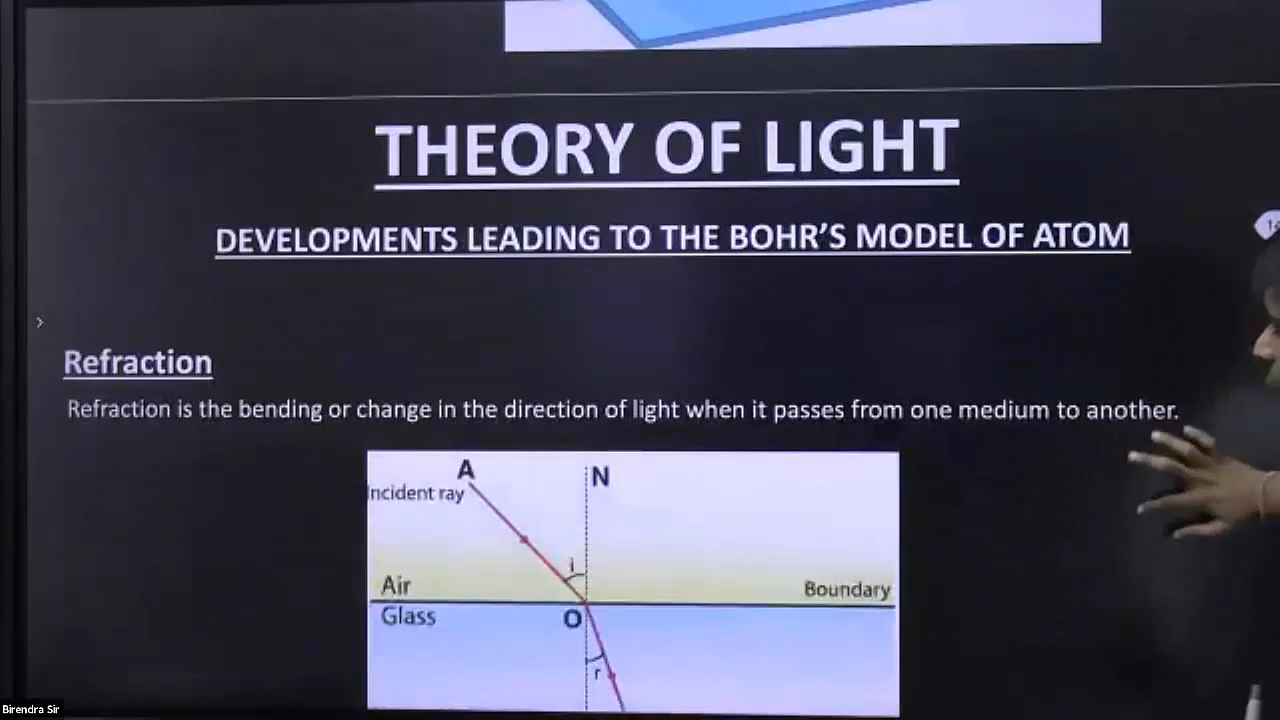 THEORY OF LIGHT
DEVELOPMENTS LEADING TO THE BOHR'S MODEL OF ATOM
Refraction
Refraction is the bending or change in the direction of light when it passes from one medium to another.
A
N
Incident ray
i
Air
Boundary
Glass
O
r
Birendra Sir